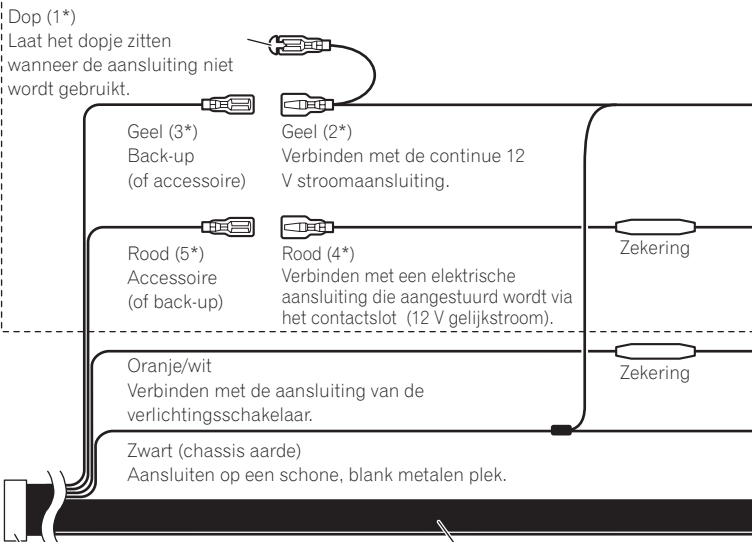 Dop (1*)
Laat het dopje zitten
wanneer de aansluiting niet
wordt gebruikt.
Geel (3*)
Back-up
(of accessoire)
Geel (2*)
Verbinden met de continue 12
V stroomaansluiting.
Rood (5*)
Accessoire
(of back-up)
Rood (4*)
Verbinden met een elektrische
aansluiting die aangestuurd wordt via
het contactslot (12 V gelijkstroom).
Zekering
Oranje/wit
Verbinden met de aansluiting van de
verlichtingsschakelaar.
Zekering
Zwart (chassis aarde)
Aansluiten op een schone, blank metalen plek.